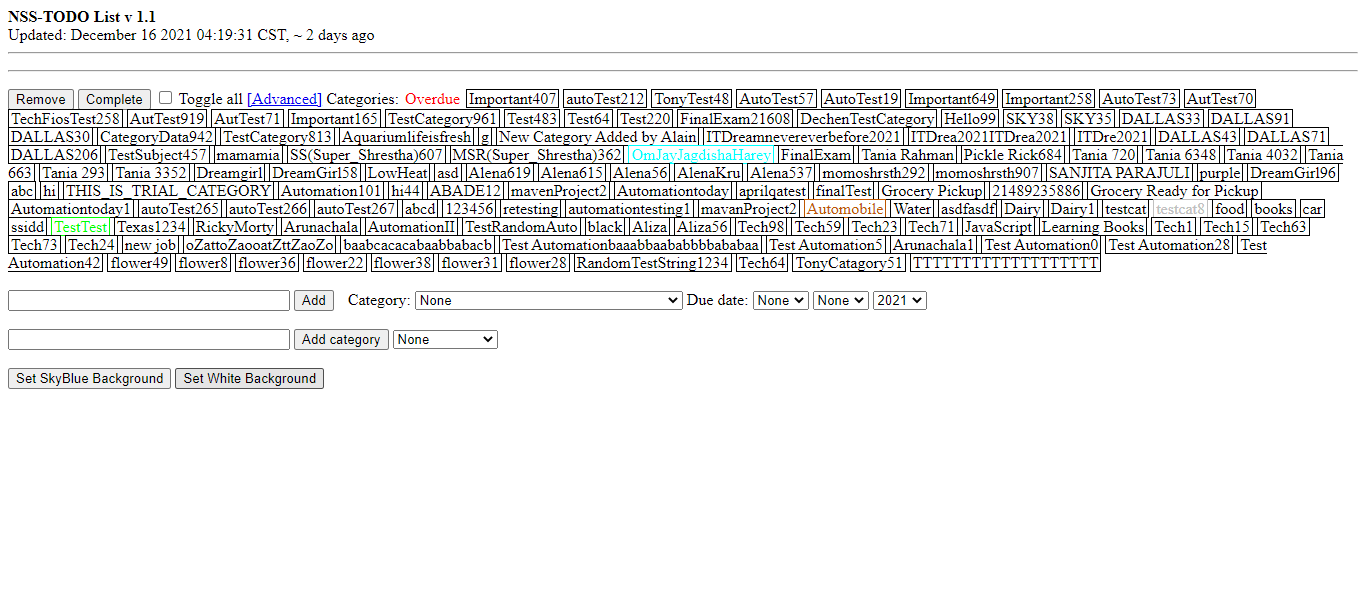 NSS-TODO List v 1.1
Updated: December 16 2021 04:19:31 CST, ~ 2 days ago
Remove Complete Toggle all [Advanced] Categories: Overdue Important407 autoTest212 TonyTest48 AutoTest57 AutoTest19 Important649 Important258 AutoTest73 AutTest70
TechFiosTest258 AutTest919 AutTest71 Important165 TestCategory961 Test483 Test64 Test220 FinalExam21608 DechenTestCategory Hello99 SKY38 SKY35 DALLAS33 DALLAS91
DALLAS30 CategoryData942 TestCategory813 Aquariumlifeisfresh g New Category Added by Alain ITDreamnevereverbefore2021 ITDrea2021ITDrea2021 ITDre2021 DALLAS43 DALLAS71
DALLAS206 TestSubject457 mamamia SS(Super_Shrestha)607 MSR(Super_Shrestha)362 OmJayJagdishaHarey FinalExam Tania Rahman Pickle Rick684 Tania 720 Tania 6348 Tania 4032 Tania
663 Tania 293 Tania 3352 Dreamgirl DreamGirl58 LowHeat asd Alena619 Alena615 Alena56 AlenaKru Alena537 momoshrsth292 momoshrsth907 SANJITA PARAJULI purple DreamGirl96
abc hi THIS_IS_TRIAL_CATEGORY Automation101 hi44 ABADE12 mavenProject2 Automationtoday aprilqatest finalTest Grocery Pickup 21489235886 Grocery Ready for Pickup
Automationtoday1 autoTest265 autoTest266 autoTest267 abcd 123456 retesting automationtesting1 mavanProject2 Automobile Water asdfasdf Dairy Dairy1 testcat testcat8 food books car
ssidd TestTest Texas1234 RickyMorty Arunachala AutomationII TestRandomAuto black Aliza Aliza56 Tech98 Tech59 Tech23 Tech71 JavaScript Learning Books Tech1 Tech15 Tech63
Tech73 Tech24 new job oZattoZaooatZttZaoZo baabcacacabaabbabacb Test Automationbaaabbaababbbbababaa Test Automation5 Arunachala1 Test Automation0 Test Automation28 Test
Automation42 flower49 flower8 flower36 flower22 flower38 flower31 flower28 RandomTestString1234 Tech64 TonyCatagory51 TTTTTTTTTTTTTTTTTTT
Add Category: None Due date: None None 2021
Add category None
Set SkyBlue Background Set White Background